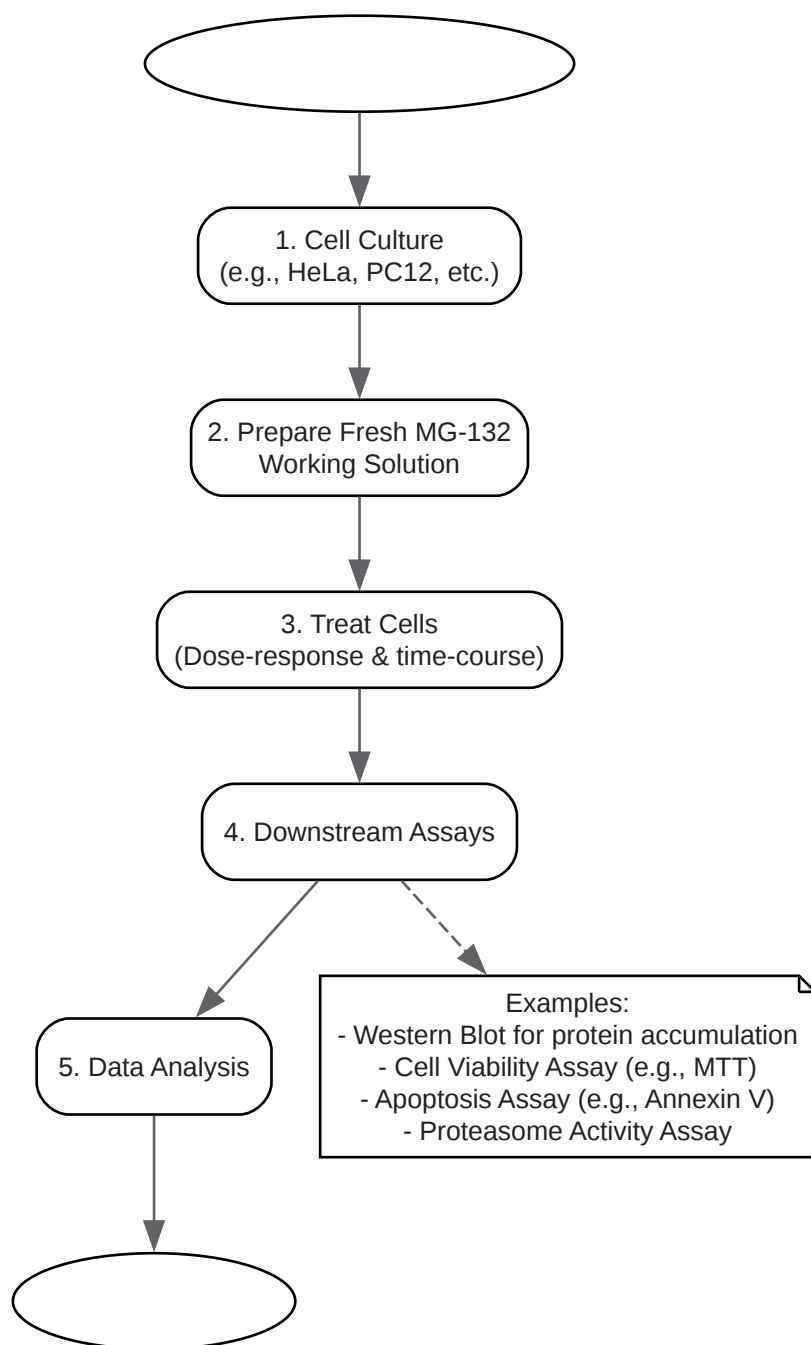 1. Cell Culture
(e.g., HeLa, PC12, etc.)
2. Prepare Fresh MG-132
Working Solution
3. Treat Cells
(Dose-response & time-course)
4. Downstream Assays
Examples:
- Western Blot for protein accumulation
- Cell Viability Assay (e.g., MTT)
- Apoptosis Assay (e.g., Annexin V)
- Proteasome Activity Assay
5. Data Analysis